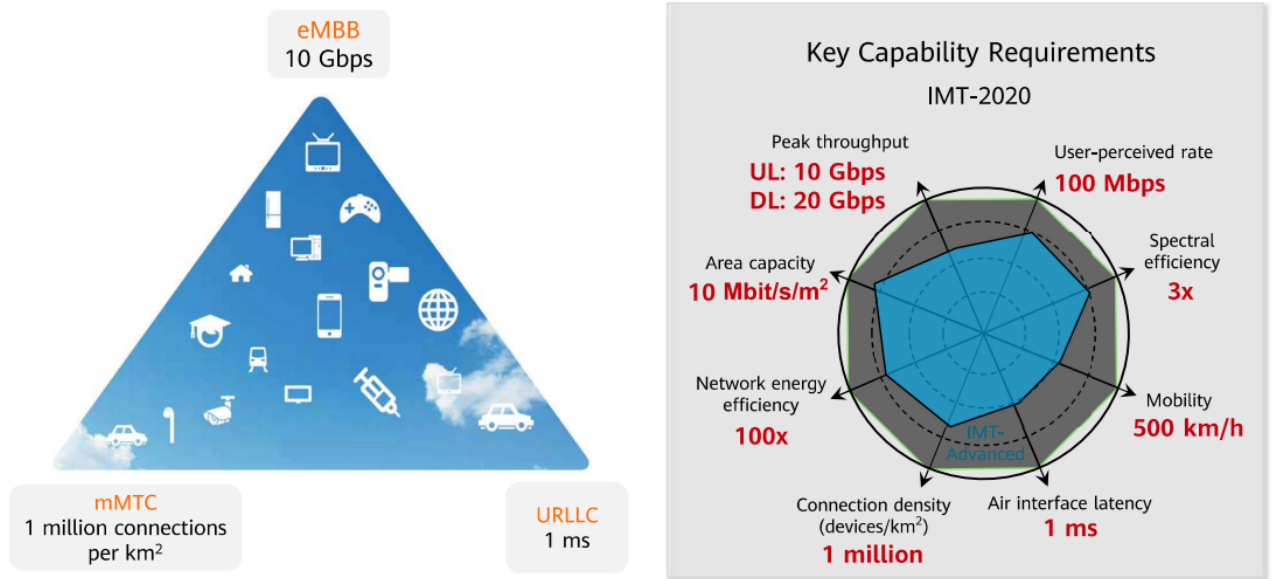 eMBB
10 Gbps
mMTC
1 million connections
per km²
URLLC
1 ms
Key Capability Requirements
IMT-2020
Peak throughput
UL: 10 Gbps
DL: 20 Gbps
User-perceived rate
100 Mbps
Area capacity
10 Mbit/s/m²
Spectral
efficiency
3x
Network energy
efficiency
100x
Mobility
500 km/h
IMT-
Advanced
Connection density
(devices/km²)
1 million
Air interface latency
1 ms